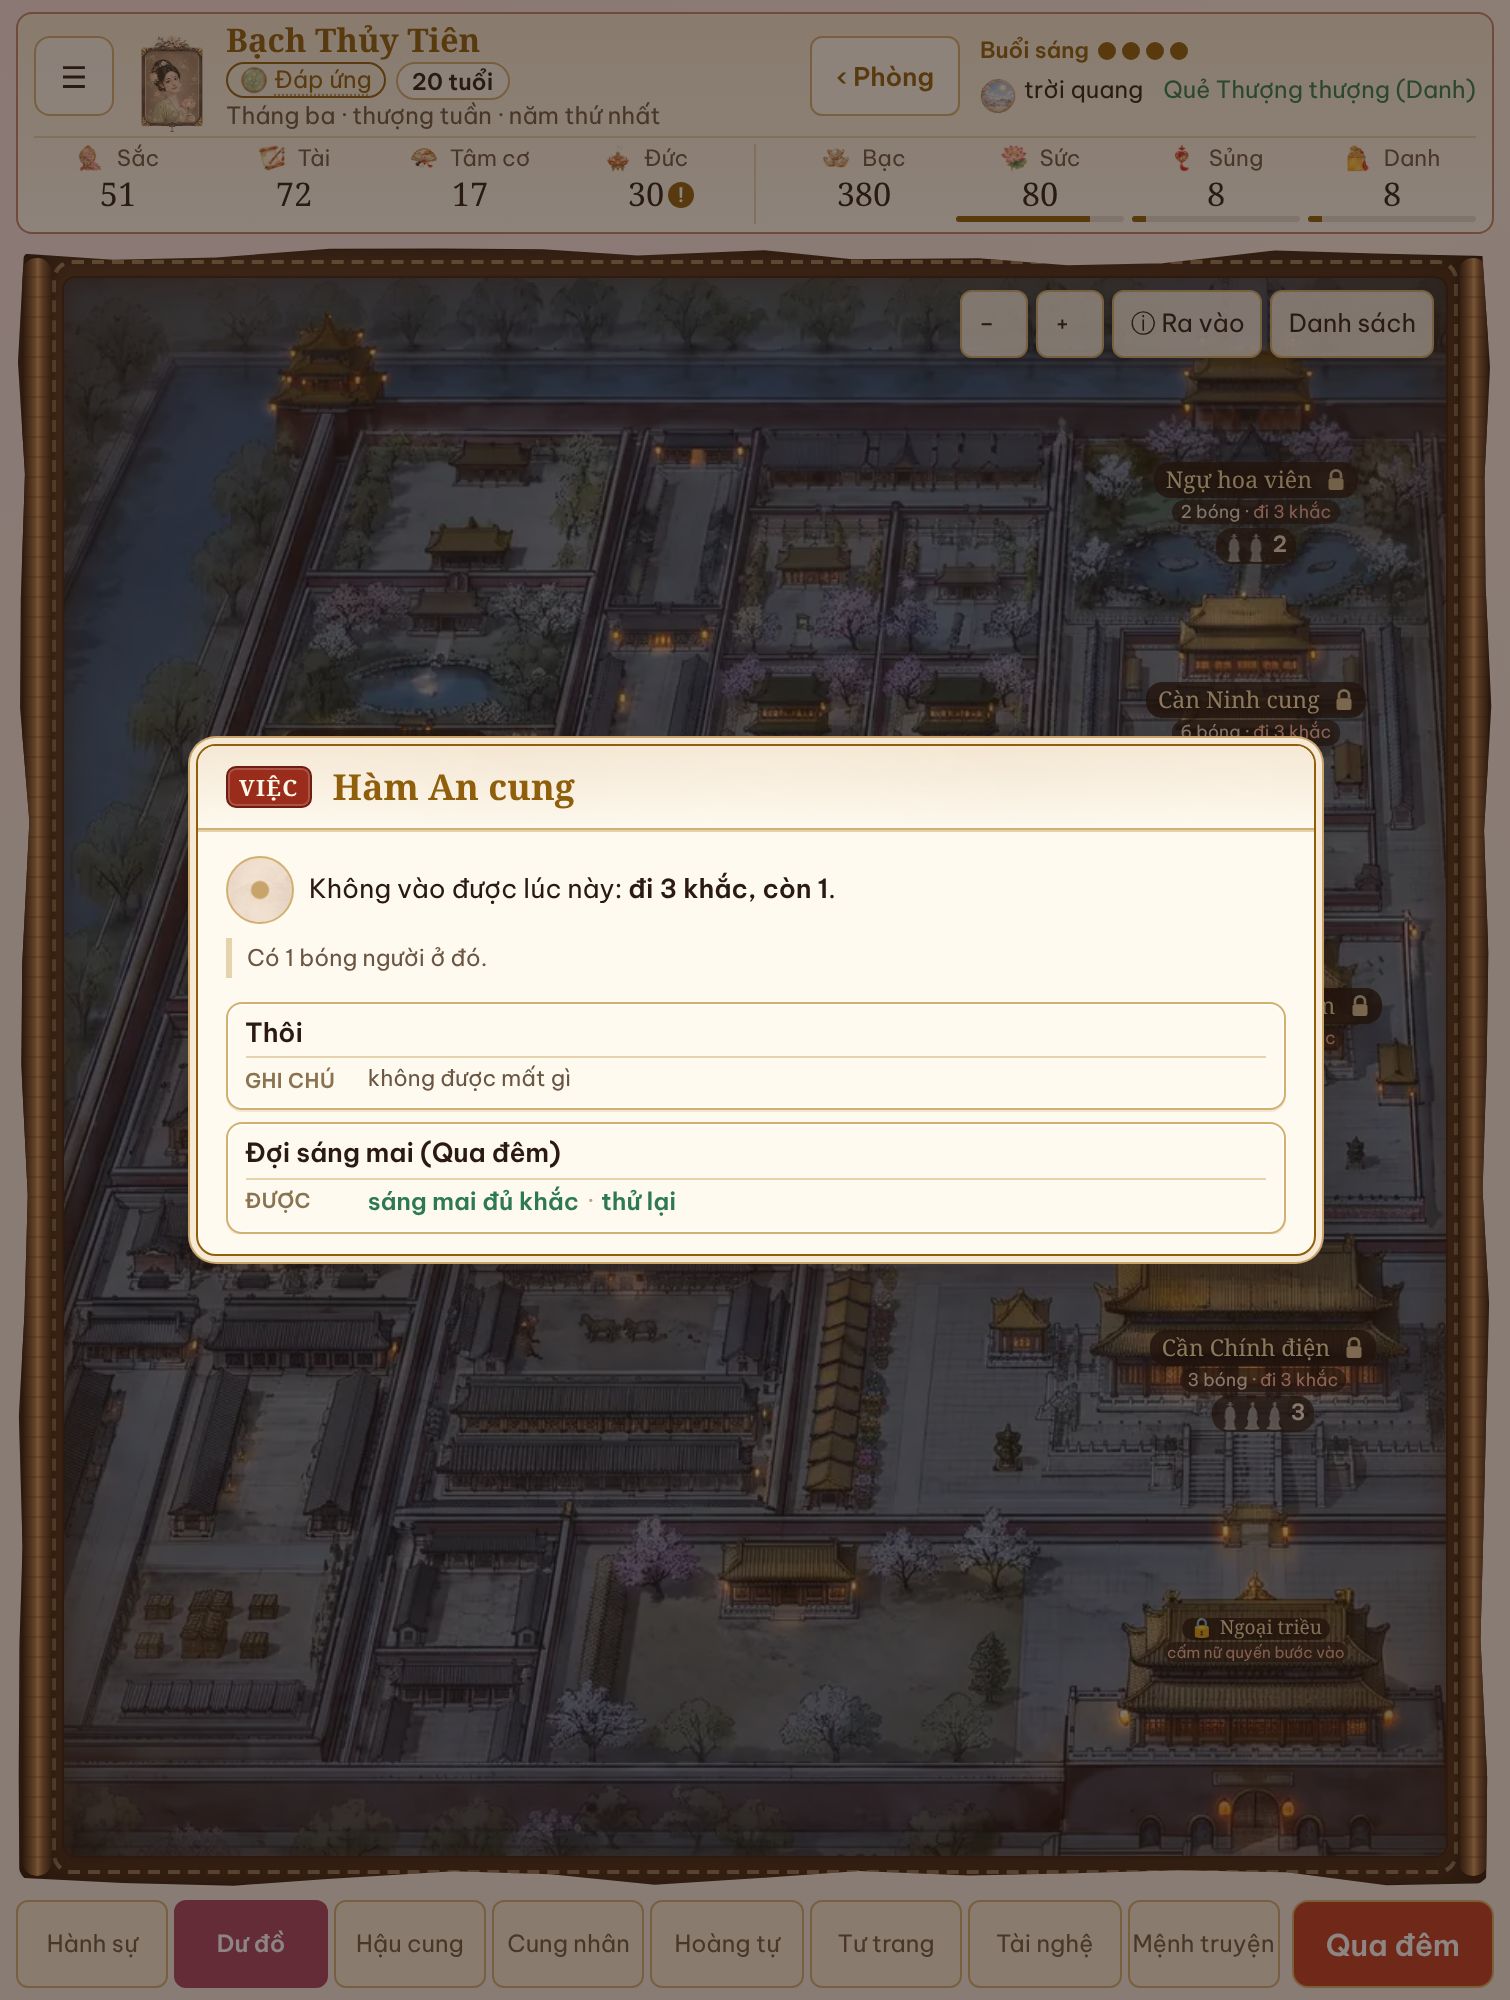 ☰
Bạch Thủy Tiên
Đáp ứng
20 tuổi
Tháng ba · thượng tuần · năm thứ nhất
‹ Phòng
Buổi sáng
trời quang Quẻ Thượng thượng (Danh)
Sắc Tài Tâm cơ Đức Bạc Sức Sủng Danh
51 72 17 30 ! 380 80 8 8
− + ⓘ Ra vào Danh sách
Ngự hoa viên
2 bóng · đi 3 khắc
2
Càn Ninh cung
6 bóng · đi 3 khắc
VIỆC Hàm An cung
Không vào được lúc này: đi 3 khắc, còn 1.
Có 1 bóng người ở đó.
Thôi
GHI CHÚ không được mất gì
Đợi sáng mai (Qua đêm)
ĐƯỢC sáng mai đủ khắc · thử lại
n
c
Cần Chính điện
3 bóng · đi 3 khắc
3
Ngoại triều
cấm nữ quyến bước vào
Hành sự Dư đồ Hậu cung Cung nhân Hoàng tự Tư trang Tài nghệ Mệnh truyện Qua đêm